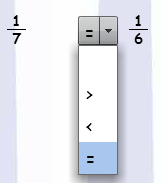 1/7 = 1/6
>
<
=